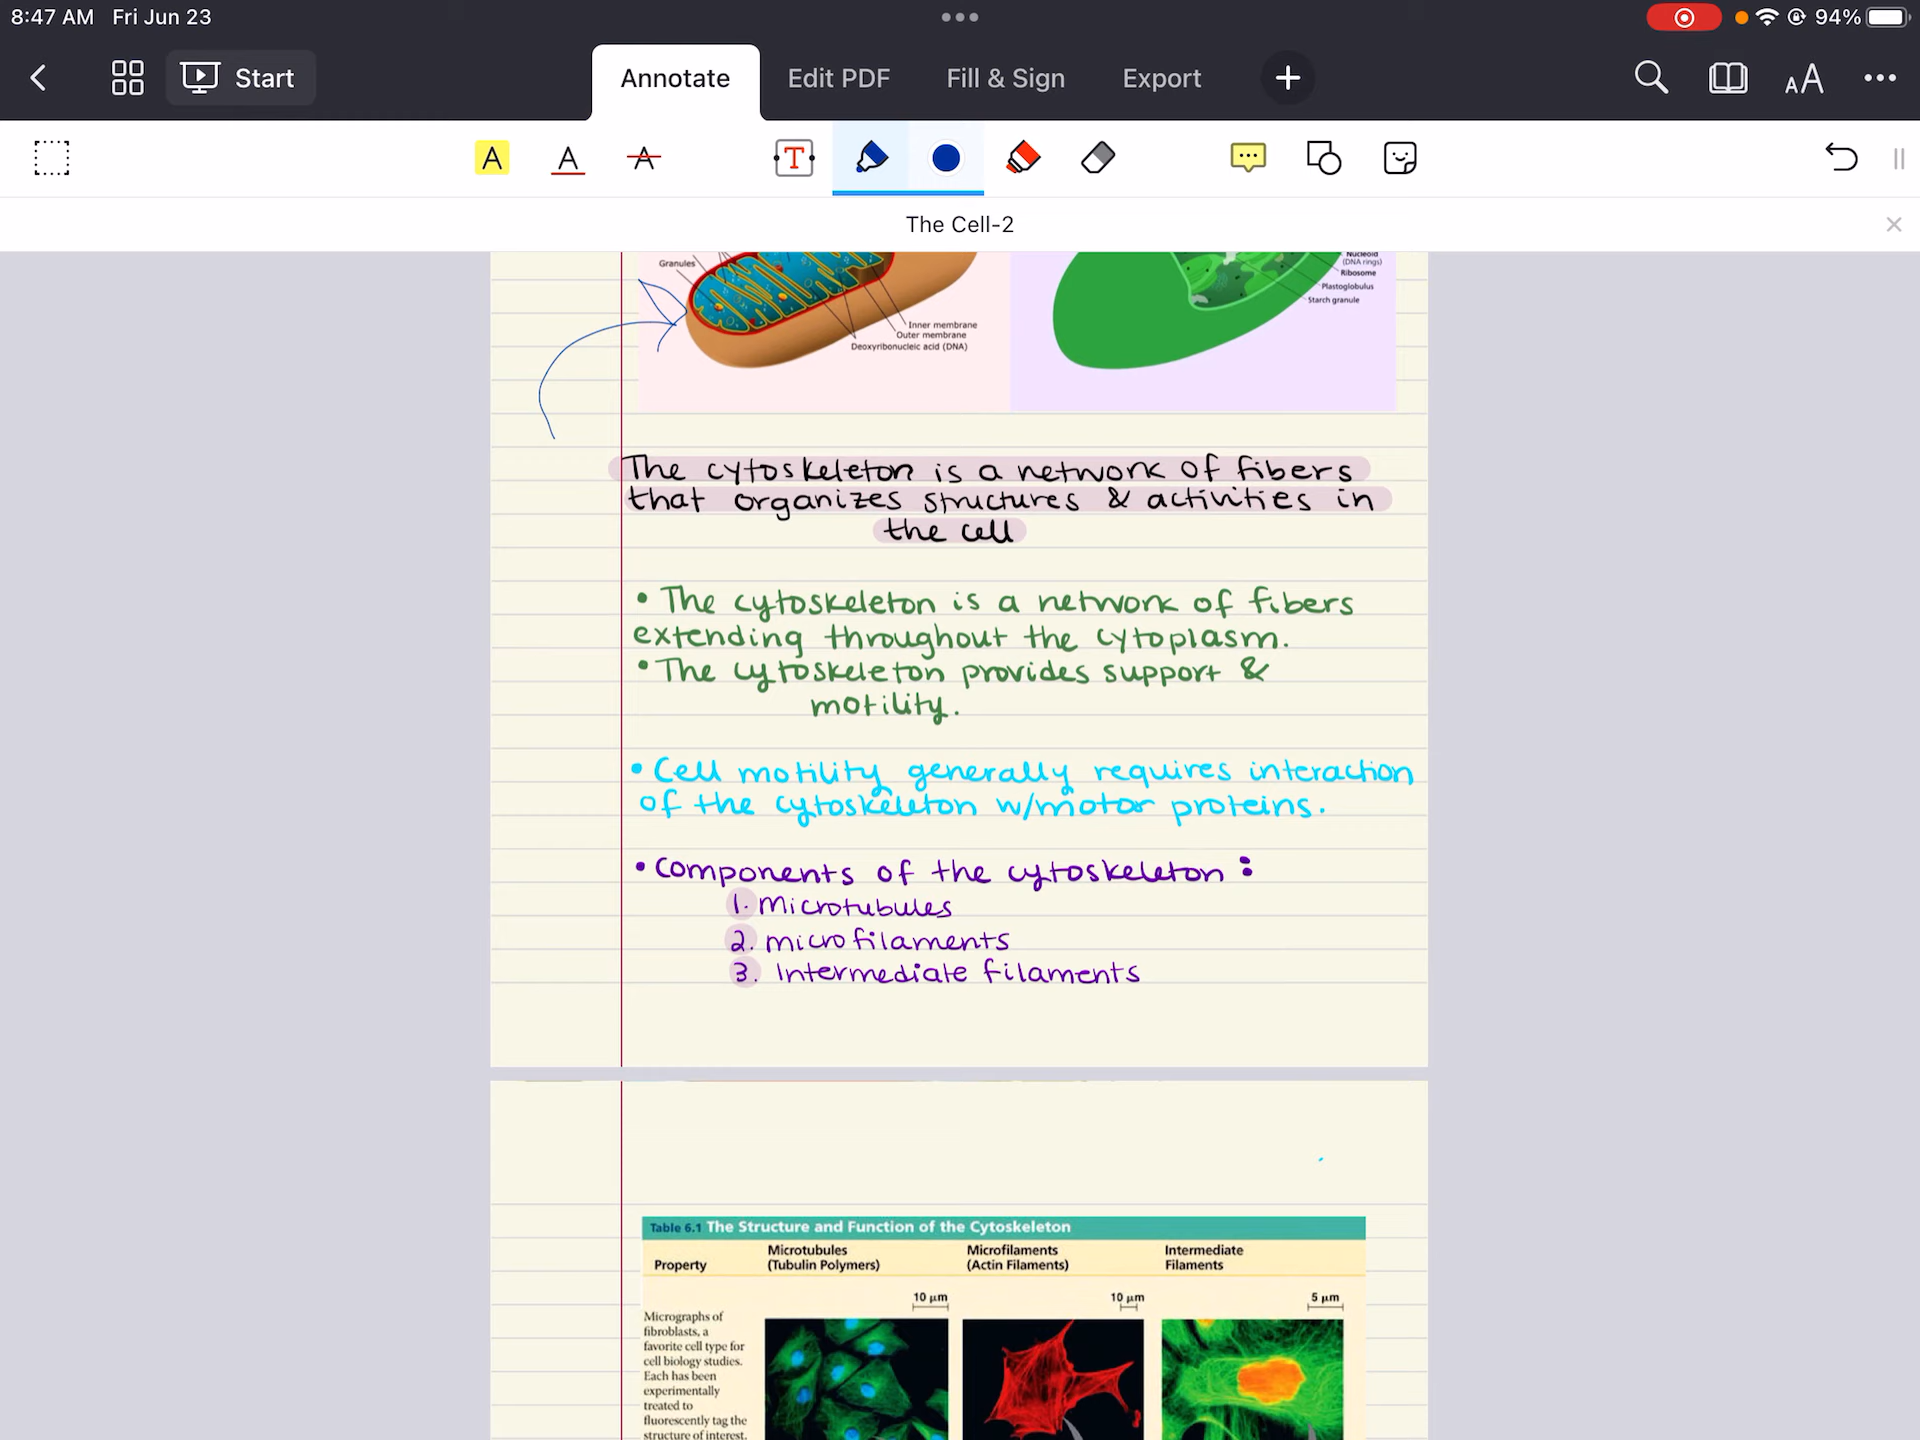 8:47 AM Fri Jun 23
94%
Start
Annotate
Edit PDF
Fill & Sign
Export
The Cell-2
Granules
Inner membrane
Outer membrane
Deoxyribonucleic acid (DNA)
Nucleoid
(DNA rings)
Ribosome
Plastoglobulus
Starch granule
The cytoskeleton is a network of fibers
that organizes structures & activities in
the cell
• The cytoskeleton is a network of fibers
extending throughout the cytoplasm.
• The cytoskeleton provides support &
motility.
• Cell motility generally requires interaction
of the cytoskeleton w/motor proteins.
• Components of the cytoskeleton:
1. Microtubules
2. microfilaments
3. Intermediate filaments
Table 6.1 The Structure and Function of the Cytoskeleton
Property
Microtubules
(Tubulin Polymers)
Microfilaments
(Actin Filaments)
Intermediate
Filaments
10 µm
10 µm
5 µm
Micrographs of
fibroblasts, a
favorite cell type for
cell biology studies.
Each has been
experimentally
treated to
fluorescently tag the
structure of interest.